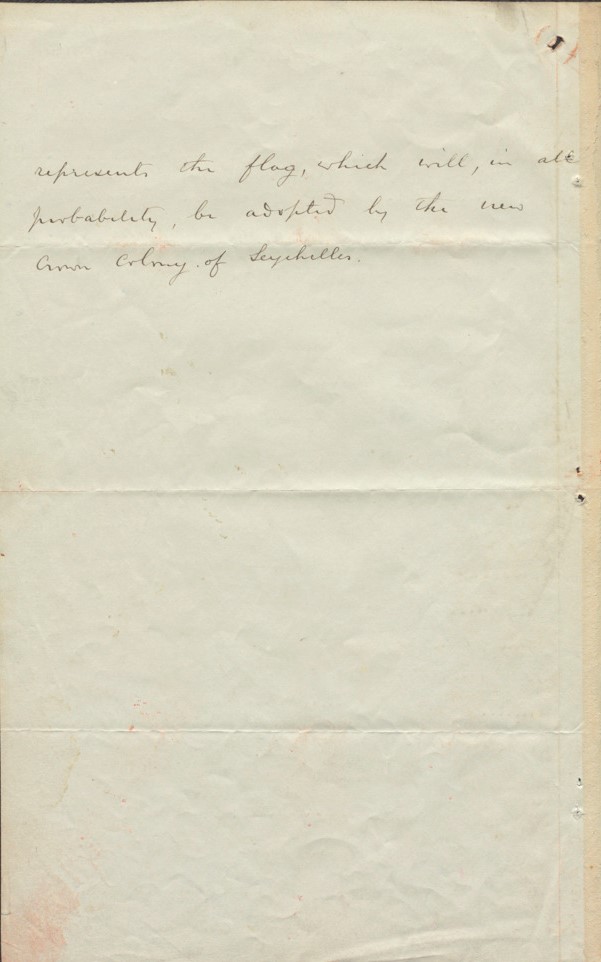 represents the flag, which will, in all
probability, be adopted by the new
Crown Colony of Seychelles.